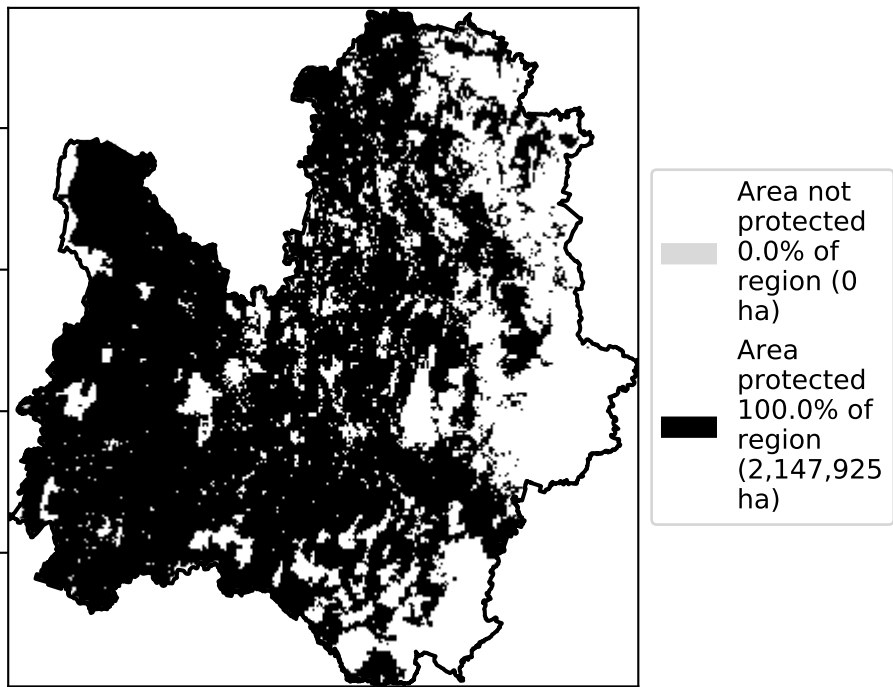 Area not
protected
0.0% of
region (0
ha)
Area
protected
100.0% of
region
(2,147,925
ha)